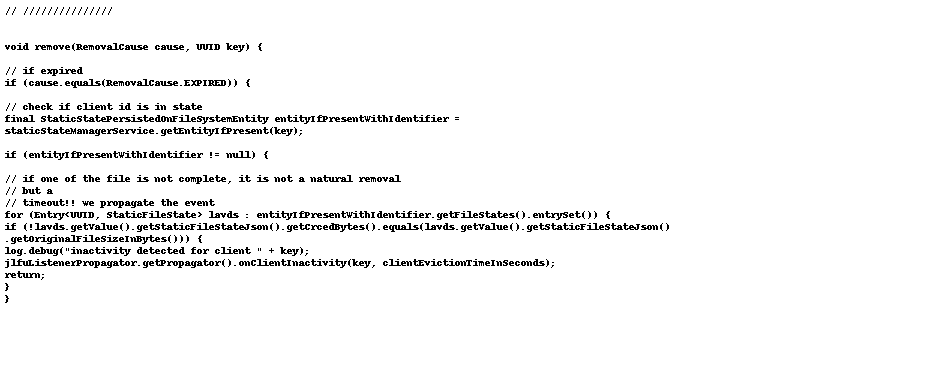 // ///////////////
void remove(RemovalCause cause, UUID key) {
// if expired
if (cause.equals(RemovalCause.EXPIRED)) {
// check if client id is in state
final StaticStatePersistedOnFileSystemEntity entityIfPresentWithIdentifier =
staticStateManagerService.getEntityIfPresent(key);
if (entityIfPresentWithIdentifier != null) {
// if one of the file is not complete, it is not a natural removal
// but a
// timeout!! we propagate the event
for (Entry<UUID, StaticFileState> lavds : entityIfPresentWithIdentifier.getFileStates().entrySet()) {
if (!lavds.getValue().getStaticFileStateJson().getCrcedBytes().equals(lavds.getValue().getStaticFileStateJson()
.getOriginalFileSizeInBytes())) {
log.debug("inactivity detected for client " + key);
jlfuListenerPropagator.getPropagator().onClientInactivity(key, clientEvictionTimeInSeconds);
return;
}
}